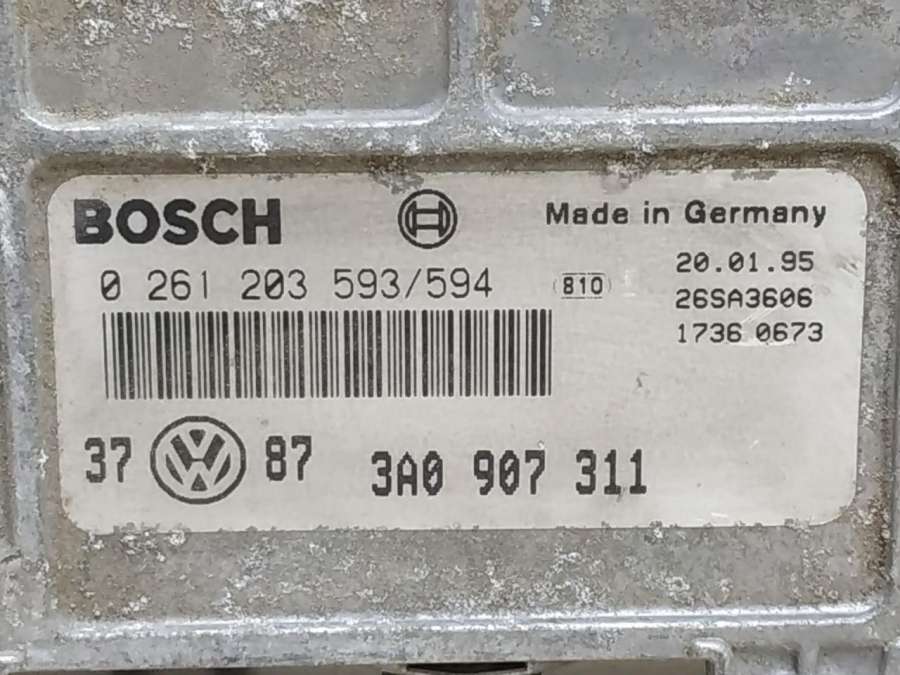 BOSCH
Made in Germany
0 261 203 593/594
810
20.01.95
26SA3606
1736 0673
37 VW 87 3A0 907 311